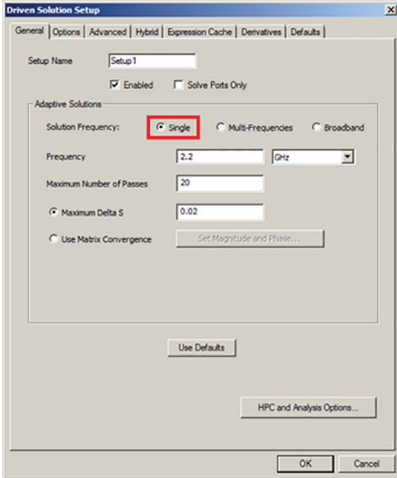 Driven Solution Setup
General Options Advanced Hybrid Expression Cache Derivatives Defaults
Setup Name Setup1
Enabled Solve Ports Only
Adaptive Solutions
Solution Frequency: Single Multi-Frequencies Broadband
Frequency 2.2 GHz
Maximum Number of Passes 20
Maximum Delta S 0.02
Use Matrix Convergence Set Magnitude and Phase...
Use Defaults
HPC and Analysis Options...
OK Cancel